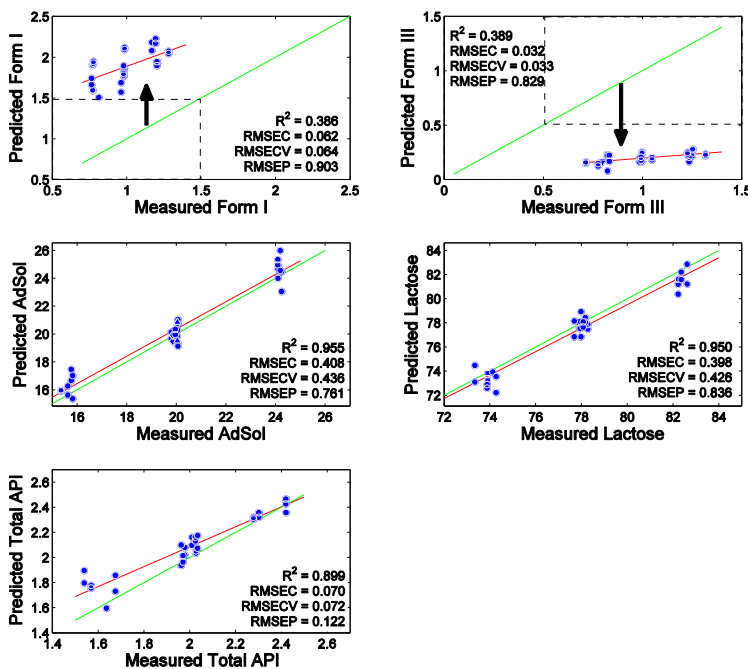 Predicted Form I
2.5
2
1.5
1
0.5
0.5
1
1.5
2
2.5
R2 = 0.386
RMSEC = 0.062
RMSECV = 0.064
RMSEP = 0.903
Measured Form I
Predicted Form III
1.5
1
0.5
0
0
0.5
1
1.5
R2 = 0.389
RMSEC = 0.032
RMSECV = 0.033
RMSEP = 0.829
Measured Form III
Predicted AdSol
26
24
22
20
18
16
16
18
20
22
24
26
R2 = 0.955
RMSEC = 0.408
RMSECV = 0.436
RMSEP = 0.761
Measured AdSol
Predicted Lactose
84
82
80
78
76
74
72
72
74
76
78
80
82
84
R2 = 0.950
RMSEC = 0.398
RMSECV = 0.426
RMSEP = 0.836
Measured Lactose
Predicted Total API
2.6
2.4
2.2
2
1.8
1.6
1.4
1.4
1.6
1.8
2
2.2
2.4
2.6
R2 = 0.899
RMSEC = 0.070
RMSECV = 0.072
RMSEP = 0.122
Measured Total API